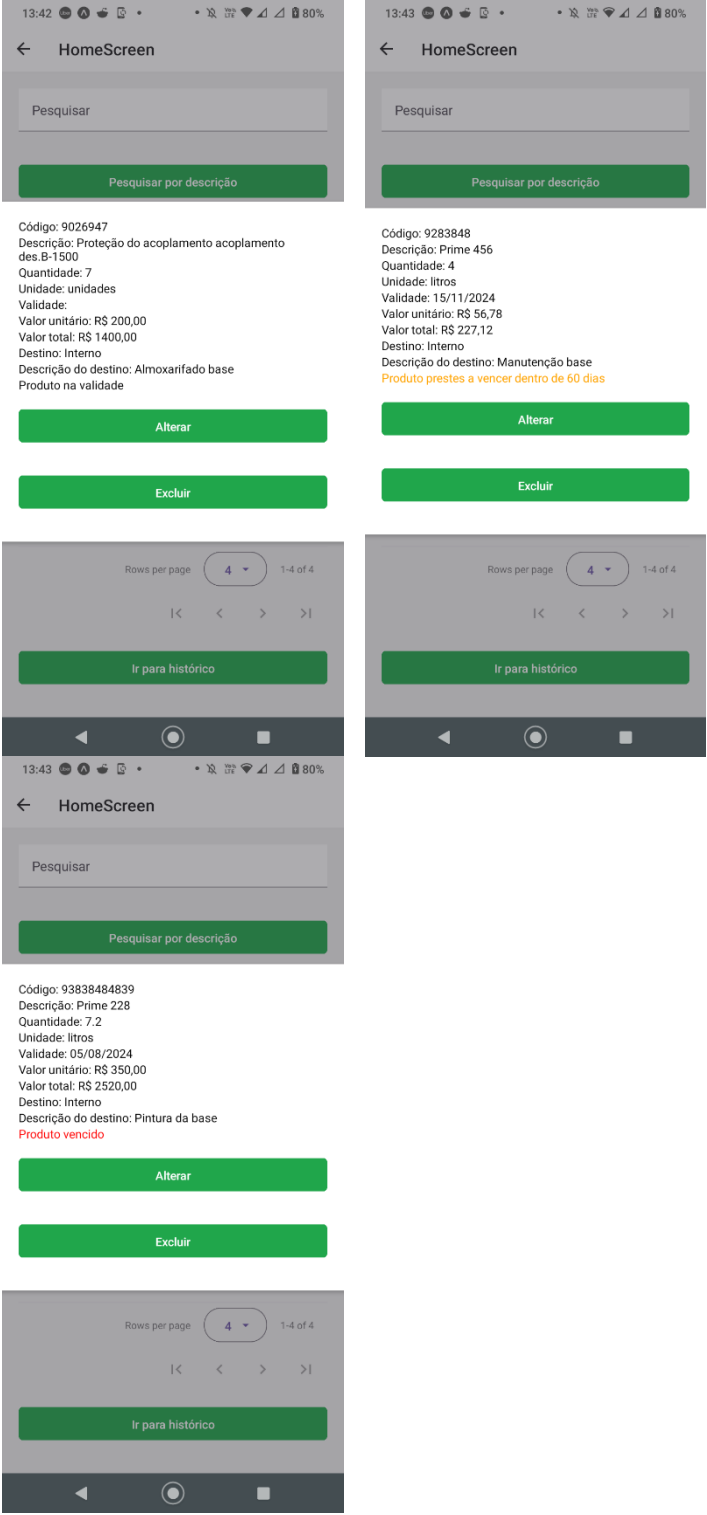 13:42 80%
HomeScreen
Pesquisar
Pesquisar por descrição
Código: 9026947
Descrição: Proteção do acoplamento acoplamento
des.B-1500
Quantidade: 7
Unidade: unidades
Validade:
Valor unitário: R$ 200,00
Valor total: R$ 1400,00
Destino: Interno
Descrição do destino: Almoxarifado base
Produto na validade
Alterar
Excluir
Rows per page 4 1-4 of 4
Ir para histórico
13:43 80%
HomeScreen
Pesquisar
Pesquisar por descrição
Código: 9283848
Descrição: Prime 456
Quantidade: 4
Unidade: litros
Validade: 15/11/2024
Valor unitário: R$ 56,78
Valor total: R$ 227,12
Destino: Interno
Descrição do destino: Manutenção base
Produto prestes a vencer dentro de 60 dias
Alterar
Excluir
Rows per page 4 1-4 of 4
Ir para histórico
13:43 80%
HomeScreen
Pesquisar
Pesquisar por descrição
Código: 93838484839
Descrição: Prime 228
Quantidade: 7.2
Unidade: litros
Validade: 05/08/2024
Valor unitário: R$ 350,00
Valor total: R$ 2520,00
Destino: Interno
Descrição do destino: Pintura da base
Produto vencido
Alterar
Excluir
Rows per page 4 1-4 of 4
Ir para histórico